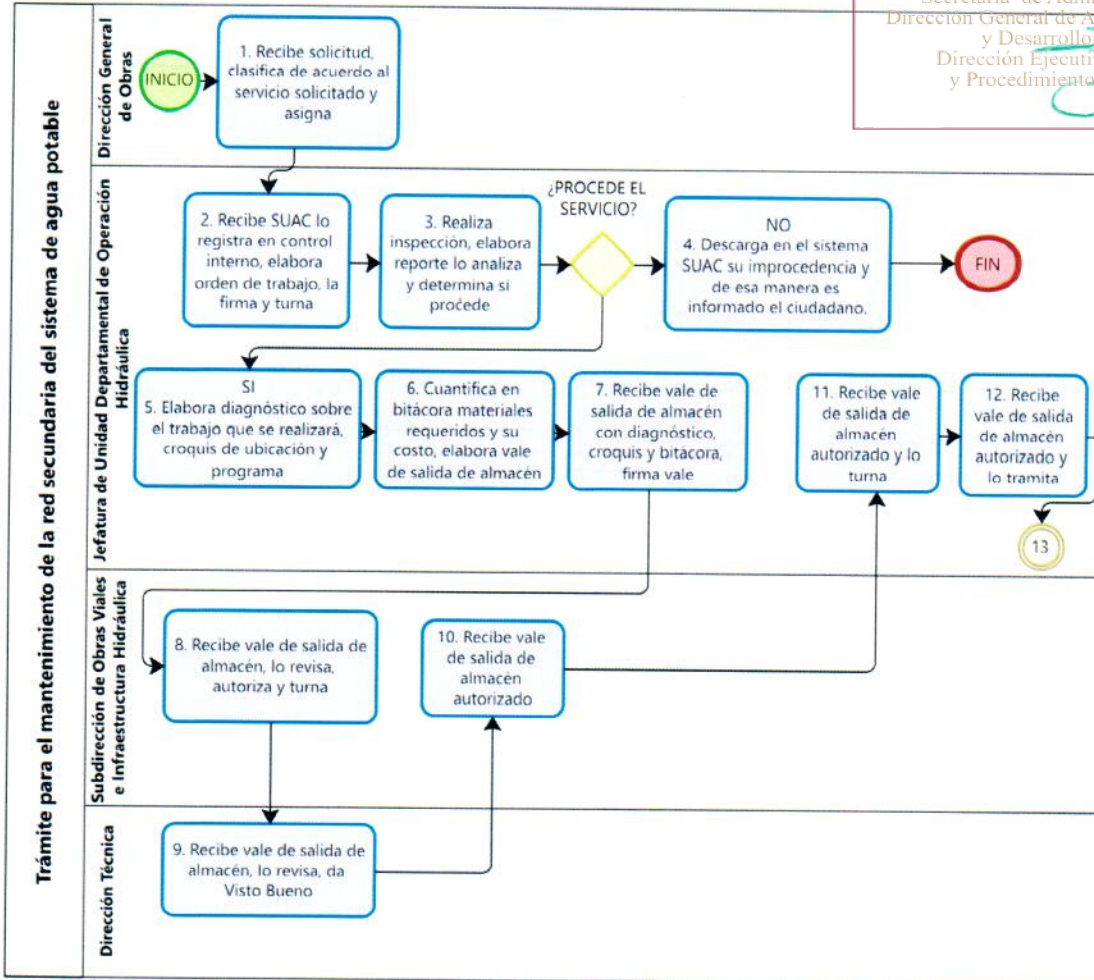 Secretaría de Admi
Dirección General de A
y Desarrollo
Dirección Ejecuti
y Procedimiento
Trámite para el mantenimiento de la red secundaria del sistema de agua potable
Dirección General
de Obras
INICIO
1. Recibe solicitud,
clasifica de acuerdo al
servicio solicitado y
asigna
Jefatura de Unidad Departamental de Operación
Hidráulica
2. Recibe SUAC lo
registra en control
interno, elabora
orden de trabajo, la
firma y turna
3. Realiza
inspección, elabora
reporte lo analiza
y determina si
procede
¿PROCEDE EL
SERVICIO?
NO
4. Descarga en el sistema
SUAC su improcedencia y
de esa manera es
informado el ciudadano.
FIN
SI
5. Elabora diagnóstico sobre
el trabajo que se realizará,
croquis de ubicación y
programa
6. Cuantifica en
bitácora materiales
requeridos y su
costo, elabora vale
de salida de almacén
7. Recibe vale de
salida de almacén
con diagnóstico,
croquis y bitácora,
firma vale
11. Recibe vale
de salida de
almacén
autorizado y lo
turna
12. Recibe
vale de salida
de almacén
autorizado y
lo tramita
13
Subdirección de Obras Viales
e Infraestructura Hidráulica
8. Recibe vale de salida de
almacén, lo revisa,
autoriza y turna
10. Recibe vale
de salida de
almacén
autorizado
Dirección Técnica
9. Recibe vale de salida de
almacén, lo revisa, da
Visto Bueno